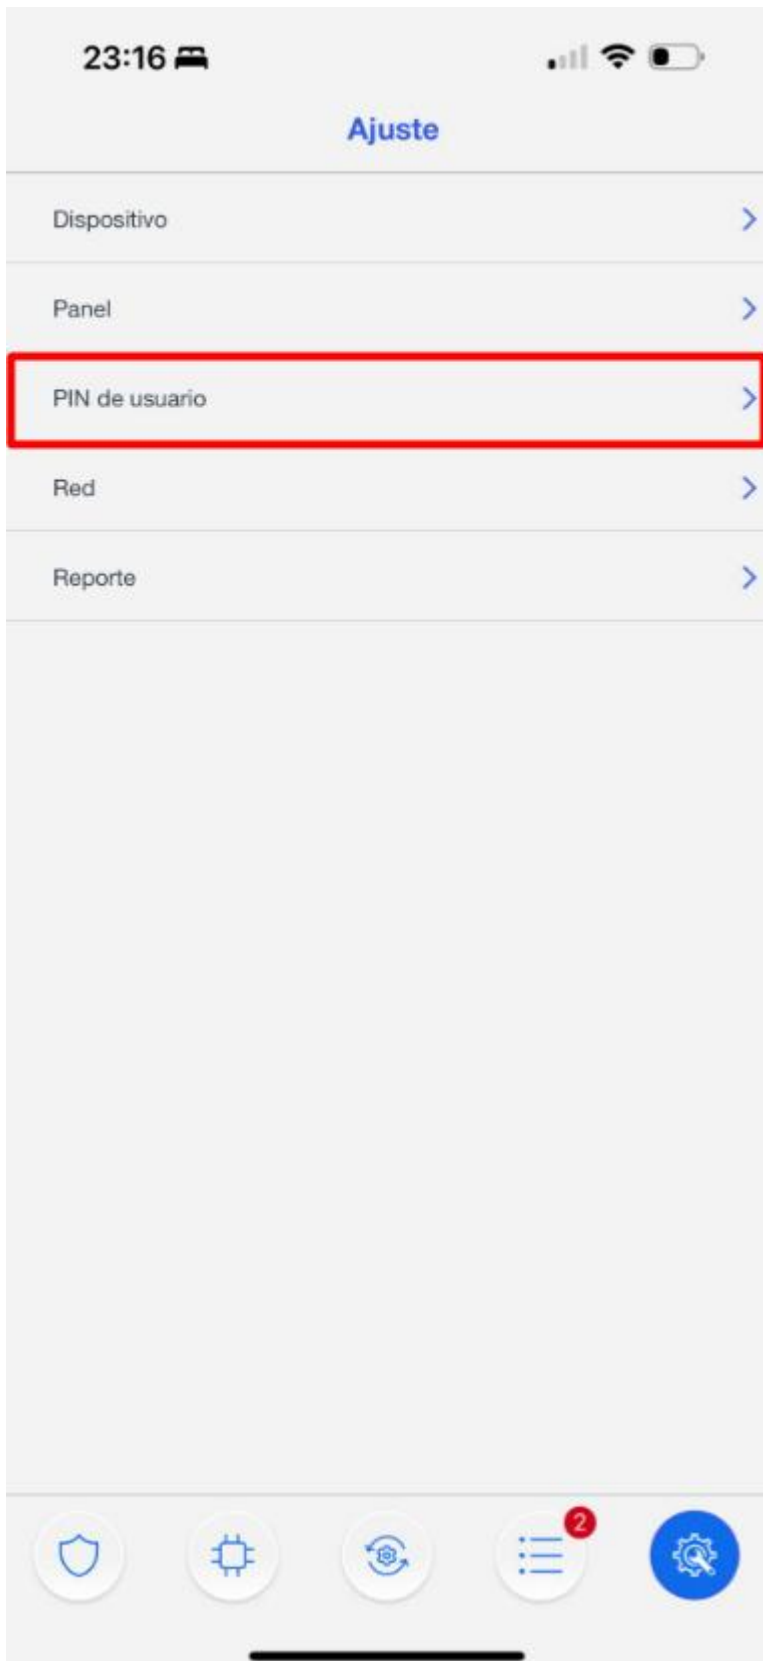 23:16
Ajuste
Dispositivo
Panel
PIN de usuario
Red
Reporte
2